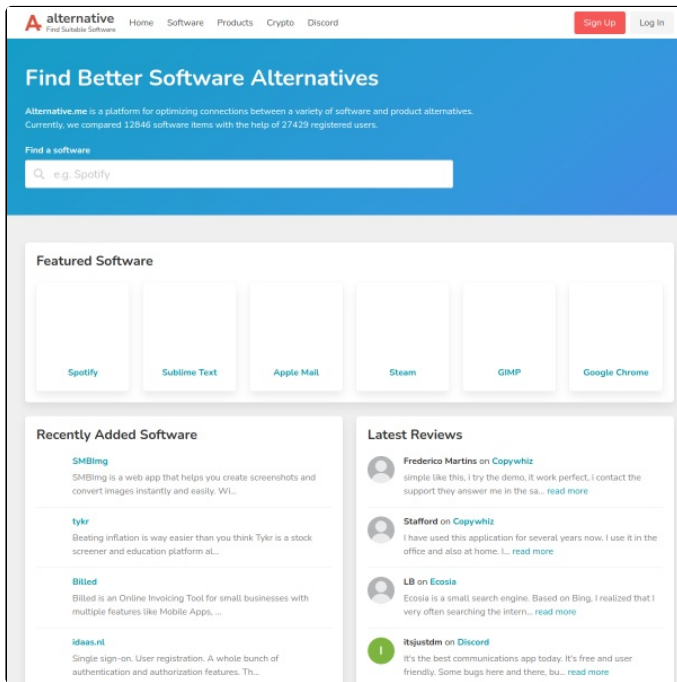 alternative
Find Suitable Software
Home Software Products Crypto Discord
Sign Up Log In
Find Better Software Alternatives
Alternative.me is a platform for optimizing connections between a variety of software and product alternatives.
Currently, we compared 12846 software items with the help of 27429 registered users.
Find a software
e.g. Spotify
Featured Software
Spotify Sublime Text Apple Mail Steam GIMP Google Chrome
Recently Added Software
SMBImg
SMBImg is a web app that helps you create screenshots and
convert images instantly and easily. Wi...
tykr
Beating inflation is way easier than you think Tykr is a stock
screener and education platform al...
Billed
Billed is an Online Invoicing Tool for small businesses with
multiple features like Mobile Apps, ...
idaas.nl
Single sign-on. User registration. A whole bunch of
authentication and authorization features. Th...
Latest Reviews
Frederico Martins on Copywhiz
simple like this, i try the demo, it work perfect, i contact the
support they answer me in the sa... read more
Stafford on Copywhiz
I have used this application for several years now. I use it in the
office and also at home. I... read more
LB on Ecosia
Ecosia is a small search engine. Based on Bing, I realized that I
very often searching the intern... read more
I
itsjustdm on Discord
It's the best communications app today. It's free and user
friendly. Some bugs here and there, bu... read more